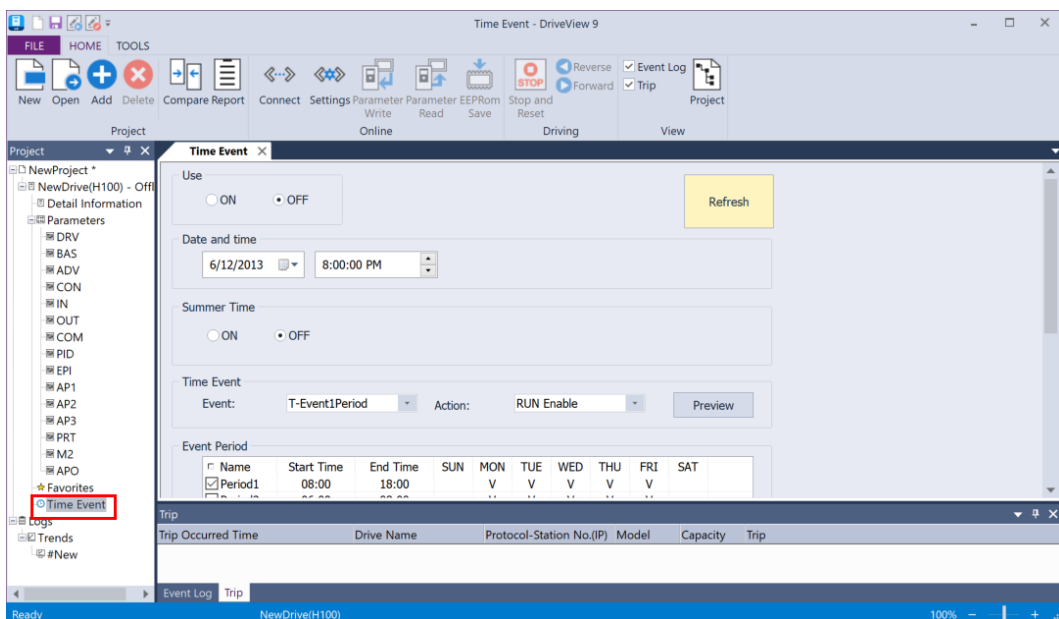 Time Event - DriveView 9
FILE HOME TOOLS
New Open Add Delete Compare Report Connect Settings Parameter Write Parameter Read EEPRom Save Stop and Reset Reverse Forward Event Log Trip Project
STOP
Project Online Driving View
Project
NewProject *
NewDrive(H100) - Offl
Detail Information
Parameters
DRV
BAS
ADV
CON
IN
OUT
COM
PID
EPI
AP1
AP2
AP3
PRT
M2
APO
Favorites
Time Event
Logs
Trends
#New
Time Event
Use
ON OFF
Refresh
Date and time
6/12/2013 8:00:00 PM
Summer Time
ON OFF
Time Event
Event: T-Event1Period Action: RUN Enable Preview
Event Period
Name Start Time End Time SUN MON TUE WED THU FRI SAT
Period1 08:00 18:00 V V V V V
Trip
Trip Occurred Time Drive Name Protocol-Station No.(IP) Model Capacity Trip
Event Log Trip
Ready NewDrive(H100) 100%